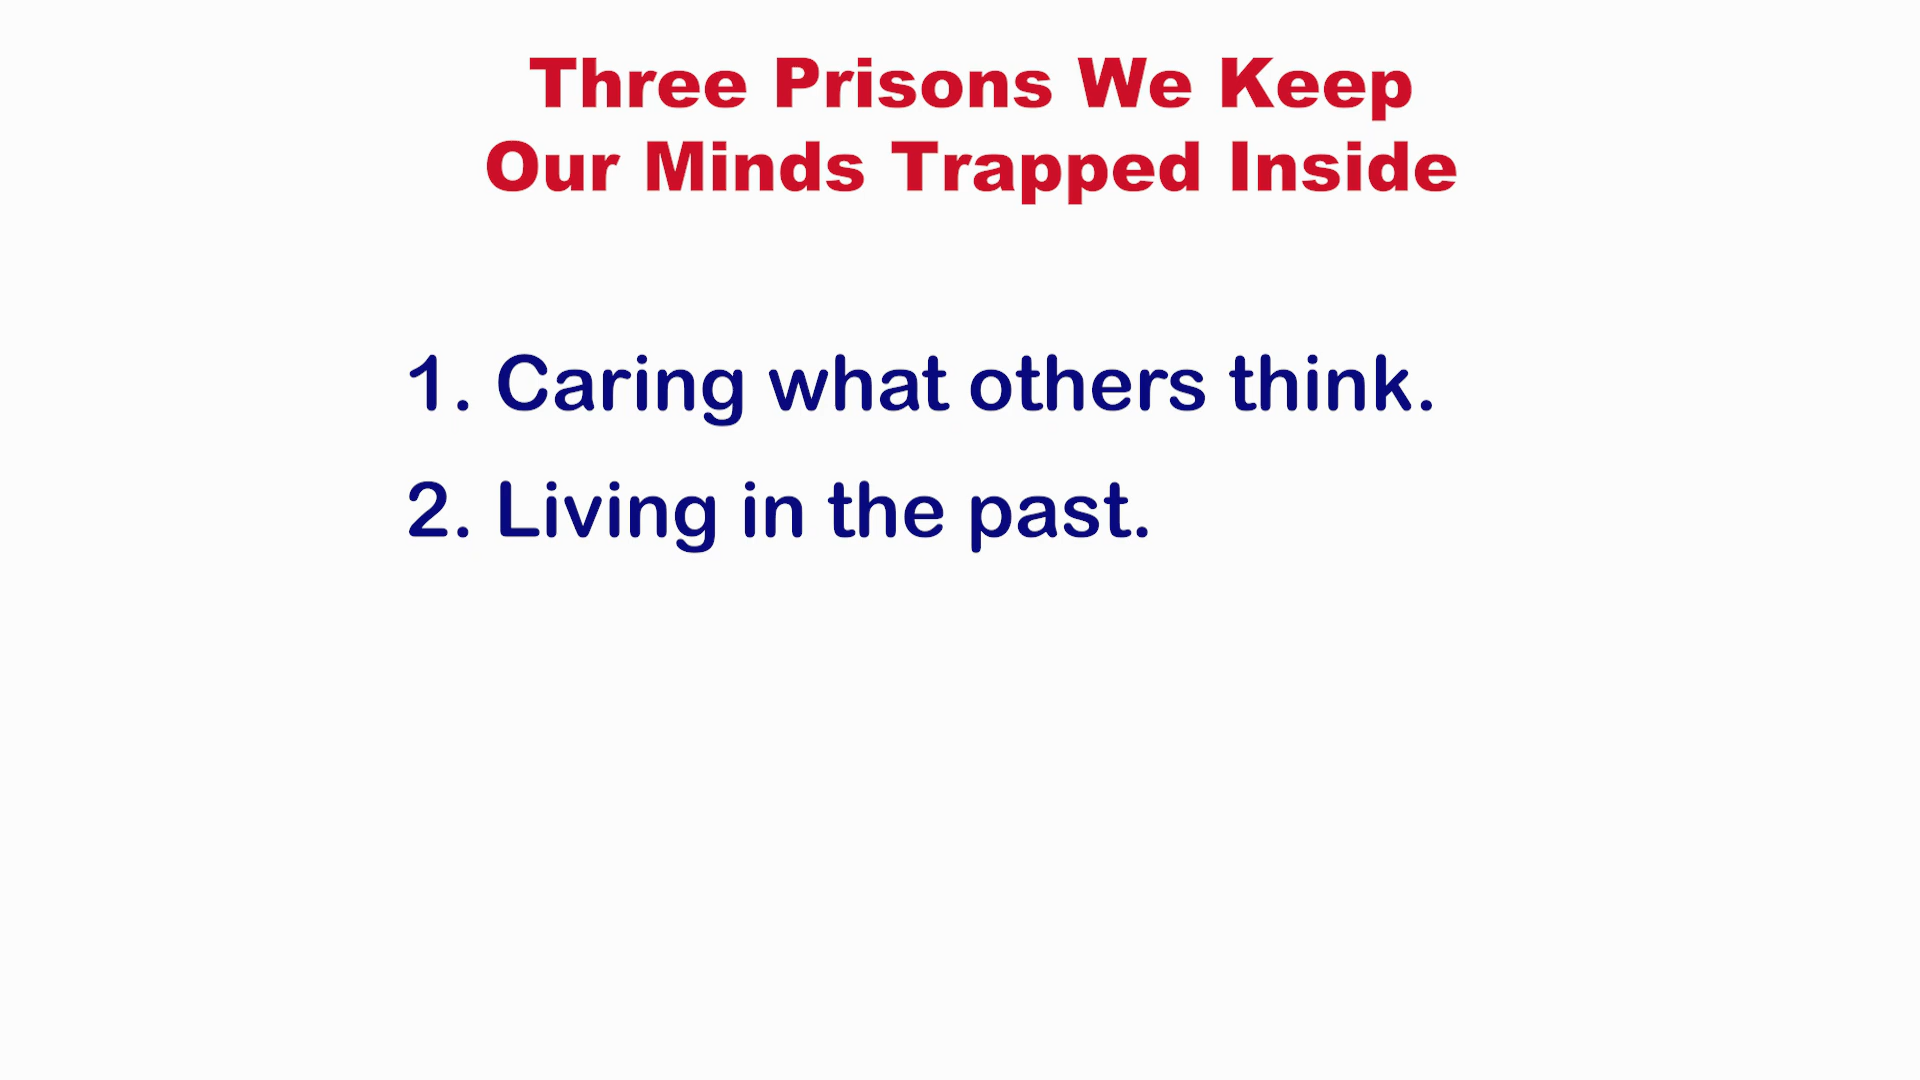 Three Prisons We Keep
Our Minds Trapped Inside
1. Caring what others think.
2. Living in the past.